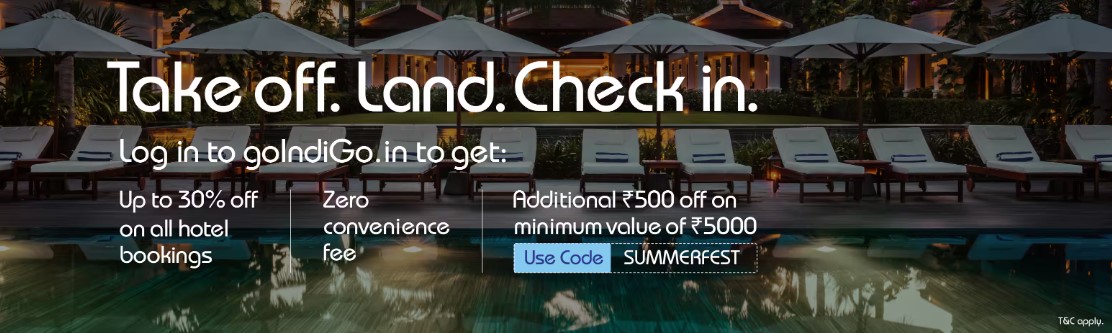 Take off. Land. Check in.
Log in to goIndiGo.in to get:
Up to 30% off
on all hotel
bookings
Zero
convenience
fee
Additional ₹500 off on
minimum value of ₹5000
Use Code SUMMERFEST
T&C apply.